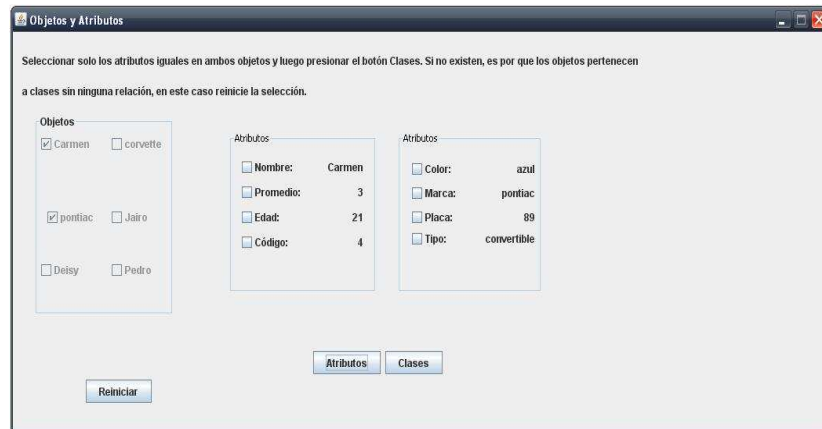 Objetos y Atributos
Seleccionar solo los atributos iguales en ambos objetos y luego presionar el botón Clases. Si no existen, es por que los objetos pertenecen
a clases sin ninguna relación, en este caso reinicie la selección.
Objetos
Carmen corvette
pontiac Jairo
Deisy Pedro
Atributos
Nombre: Carmen
Promedio: 3
Edad: 21
Código: 4
Atributos
Color: azul
Marca: pontiac
Placa: 89
Tipo: convertible
Atributos Clases
Reiniciar